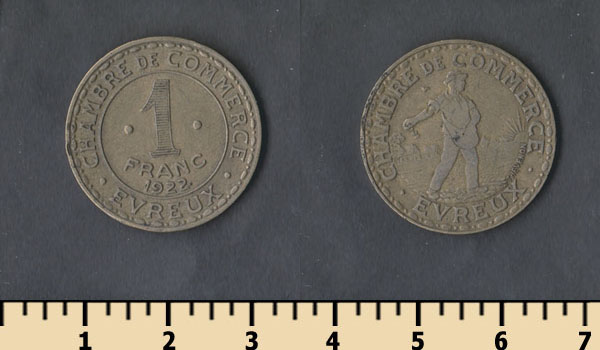 CHAMBRE DE COMMERCE
1
FRANC
1922
· EVREUX ·
CHAMBRE DE COMMERCE
· EVREUX ·
1 2 3 4 5 6 7